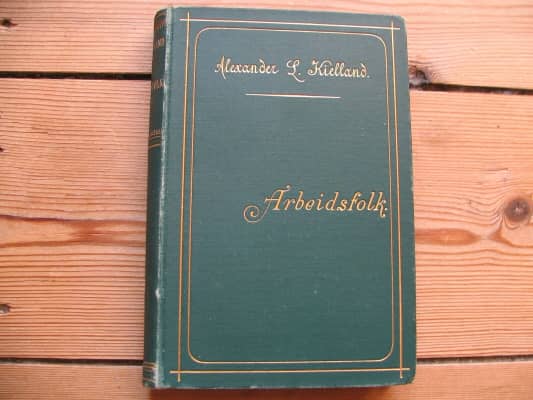 Alexander L. Kielland.
Arbeidsfolk.